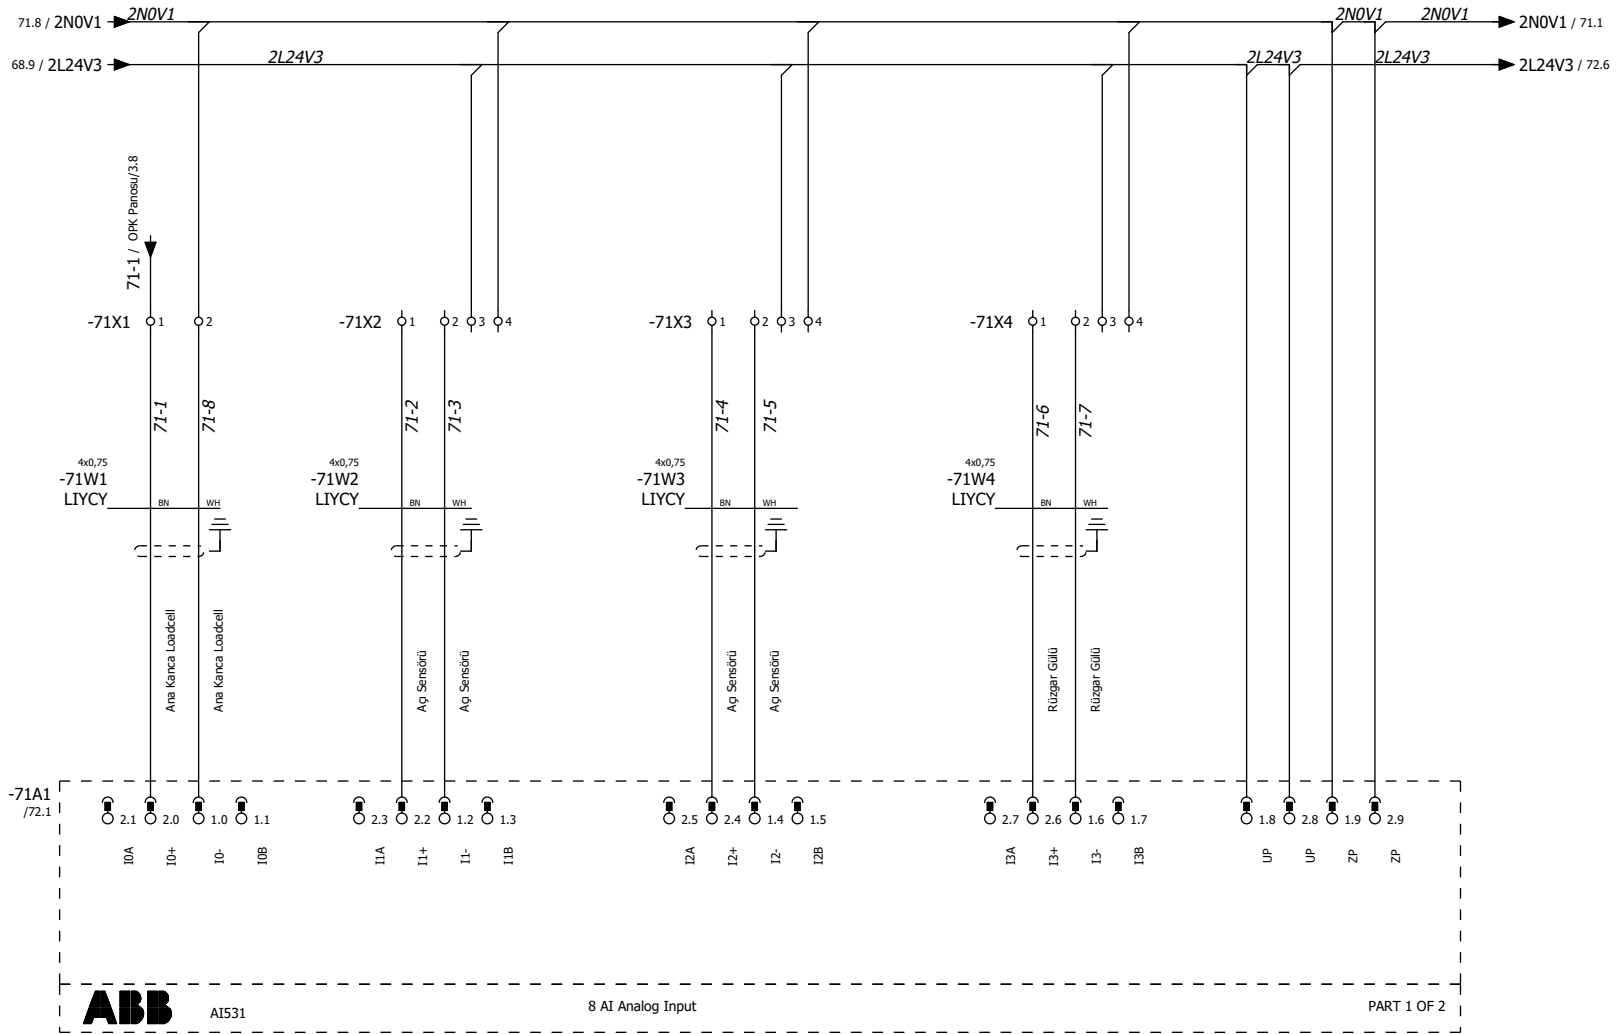 71.8 / 2N0V1 2N0V1 2N0V1 2N0V1 2N0V1 / 71.1
68.9 / 2L24V3 2L24V3 2L24V3 2L24V3 2L24V3 / 72.6
71-1 / OPK Panosu/3.8
-71X1 1 2
-71X2 1 2 3 4
-71X3 1 2 3 4
-71X4 1 2 3 4
71-1 71-8 71-2 71-3 71-4 71-5 71-6 71-7
4x0,75
-71W1
LIYCY BN WH
4x0,75
-71W2
LIYCY BN WH
4x0,75
-71W3
LIYCY BN WH
4x0,75
-71W4
LIYCY BN WH
Ana Kanca Loadcell
Ana Kanca Loadcell
Açı Sensörü
Açı Sensörü
Açı Sensörü
Açı Sensörü
Rüzgar Gülü
Rüzgar Gülü
-71A1
/72.1
2.1 2.0 1.0 1.1 2.3 2.2 1.2 1.3 2.5 2.4 1.4 1.5 2.7 2.6 1.6 1.7 1.8 2.8 1.9 2.9
I0A I0+ I0- I0B I1A I1+ I1- I1B I2A I2+ I2- I2B I3A I3+ I3- I3B UP UP ZP ZP
ABB AI531 8 AI Analog Input PART 1 OF 2